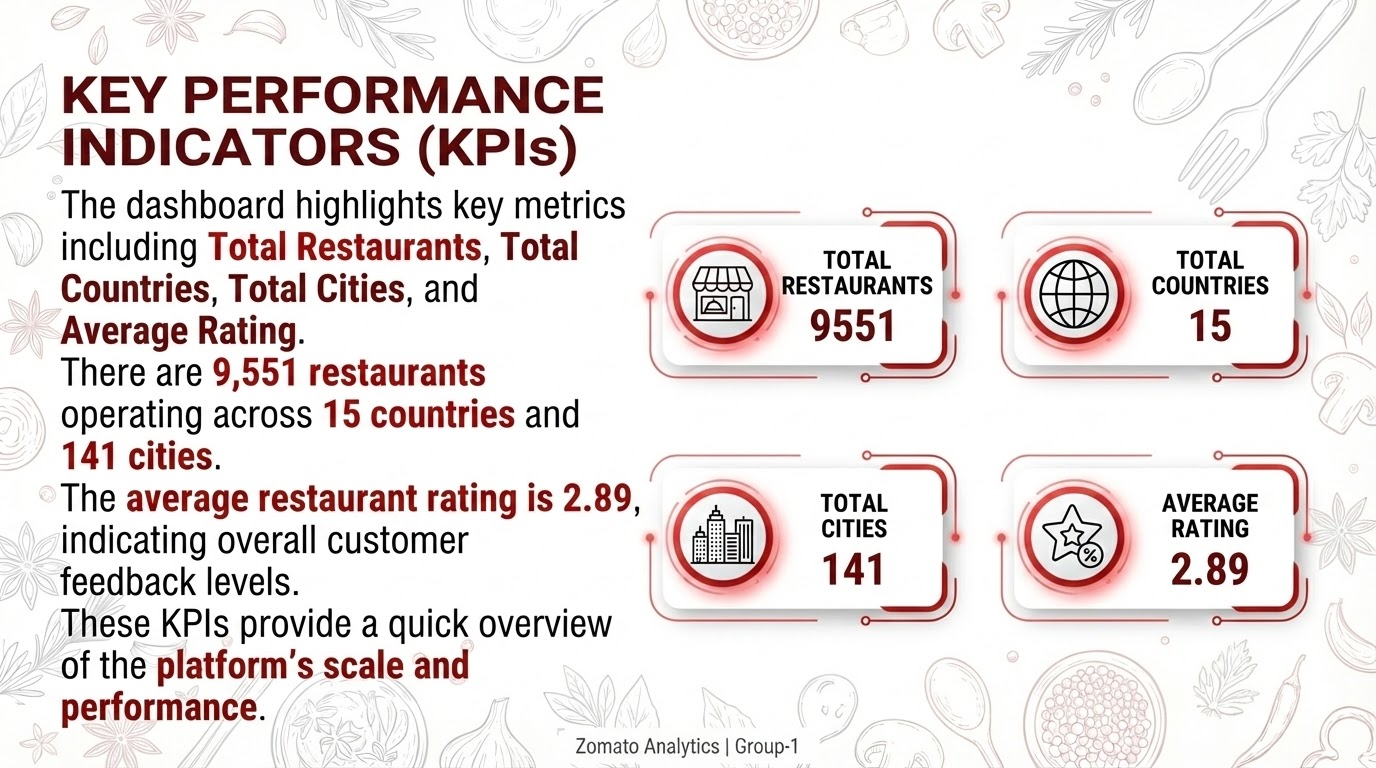 KEY PERFORMANCE
INDICATORS (KPIs)
The dashboard highlights key metrics
including Total Restaurants, Total
Countries, Total Cities, and
Average Rating.
There are 9,551 restaurants
operating across 15 countries and
141 cities.
The average restaurant rating is 2.89,
indicating overall customer
feedback levels.
These KPIs provide a quick overview
of the platform’s scale and
performance.
TOTAL
RESTAURANTS
9551
TOTAL
COUNTRIES
15
TOTAL
CITIES
141
%
AVERAGE
RATING
2.89
Zomato Analytics | Group-1